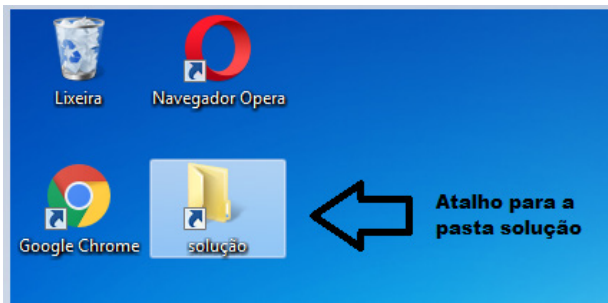 Lixeira
Navegador Opera
Google Chrome
solução
Atalho para a
pasta solução